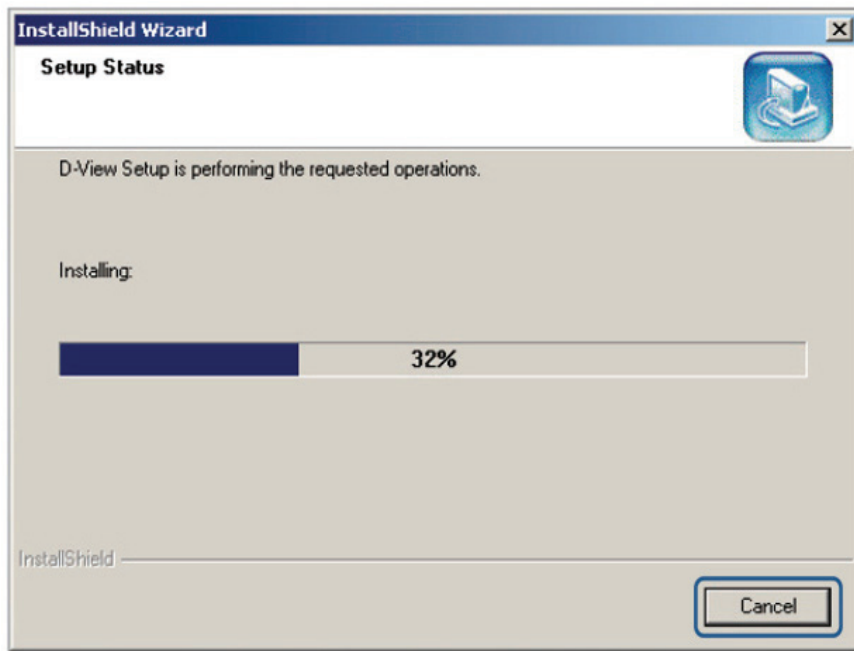 InstallShield Wizard
Setup Status
D-View Setup is performing the requested operations.
Installing:
32%
InstallShield
Cancel